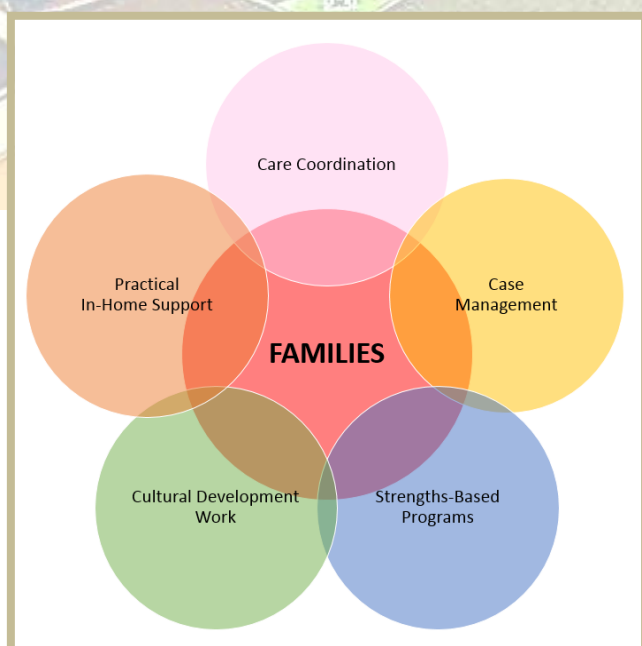 Care Coordination
Practical
In-Home Support
Case
Management
FAMILIES
Cultural Development
Work
Strengths-Based
Programs